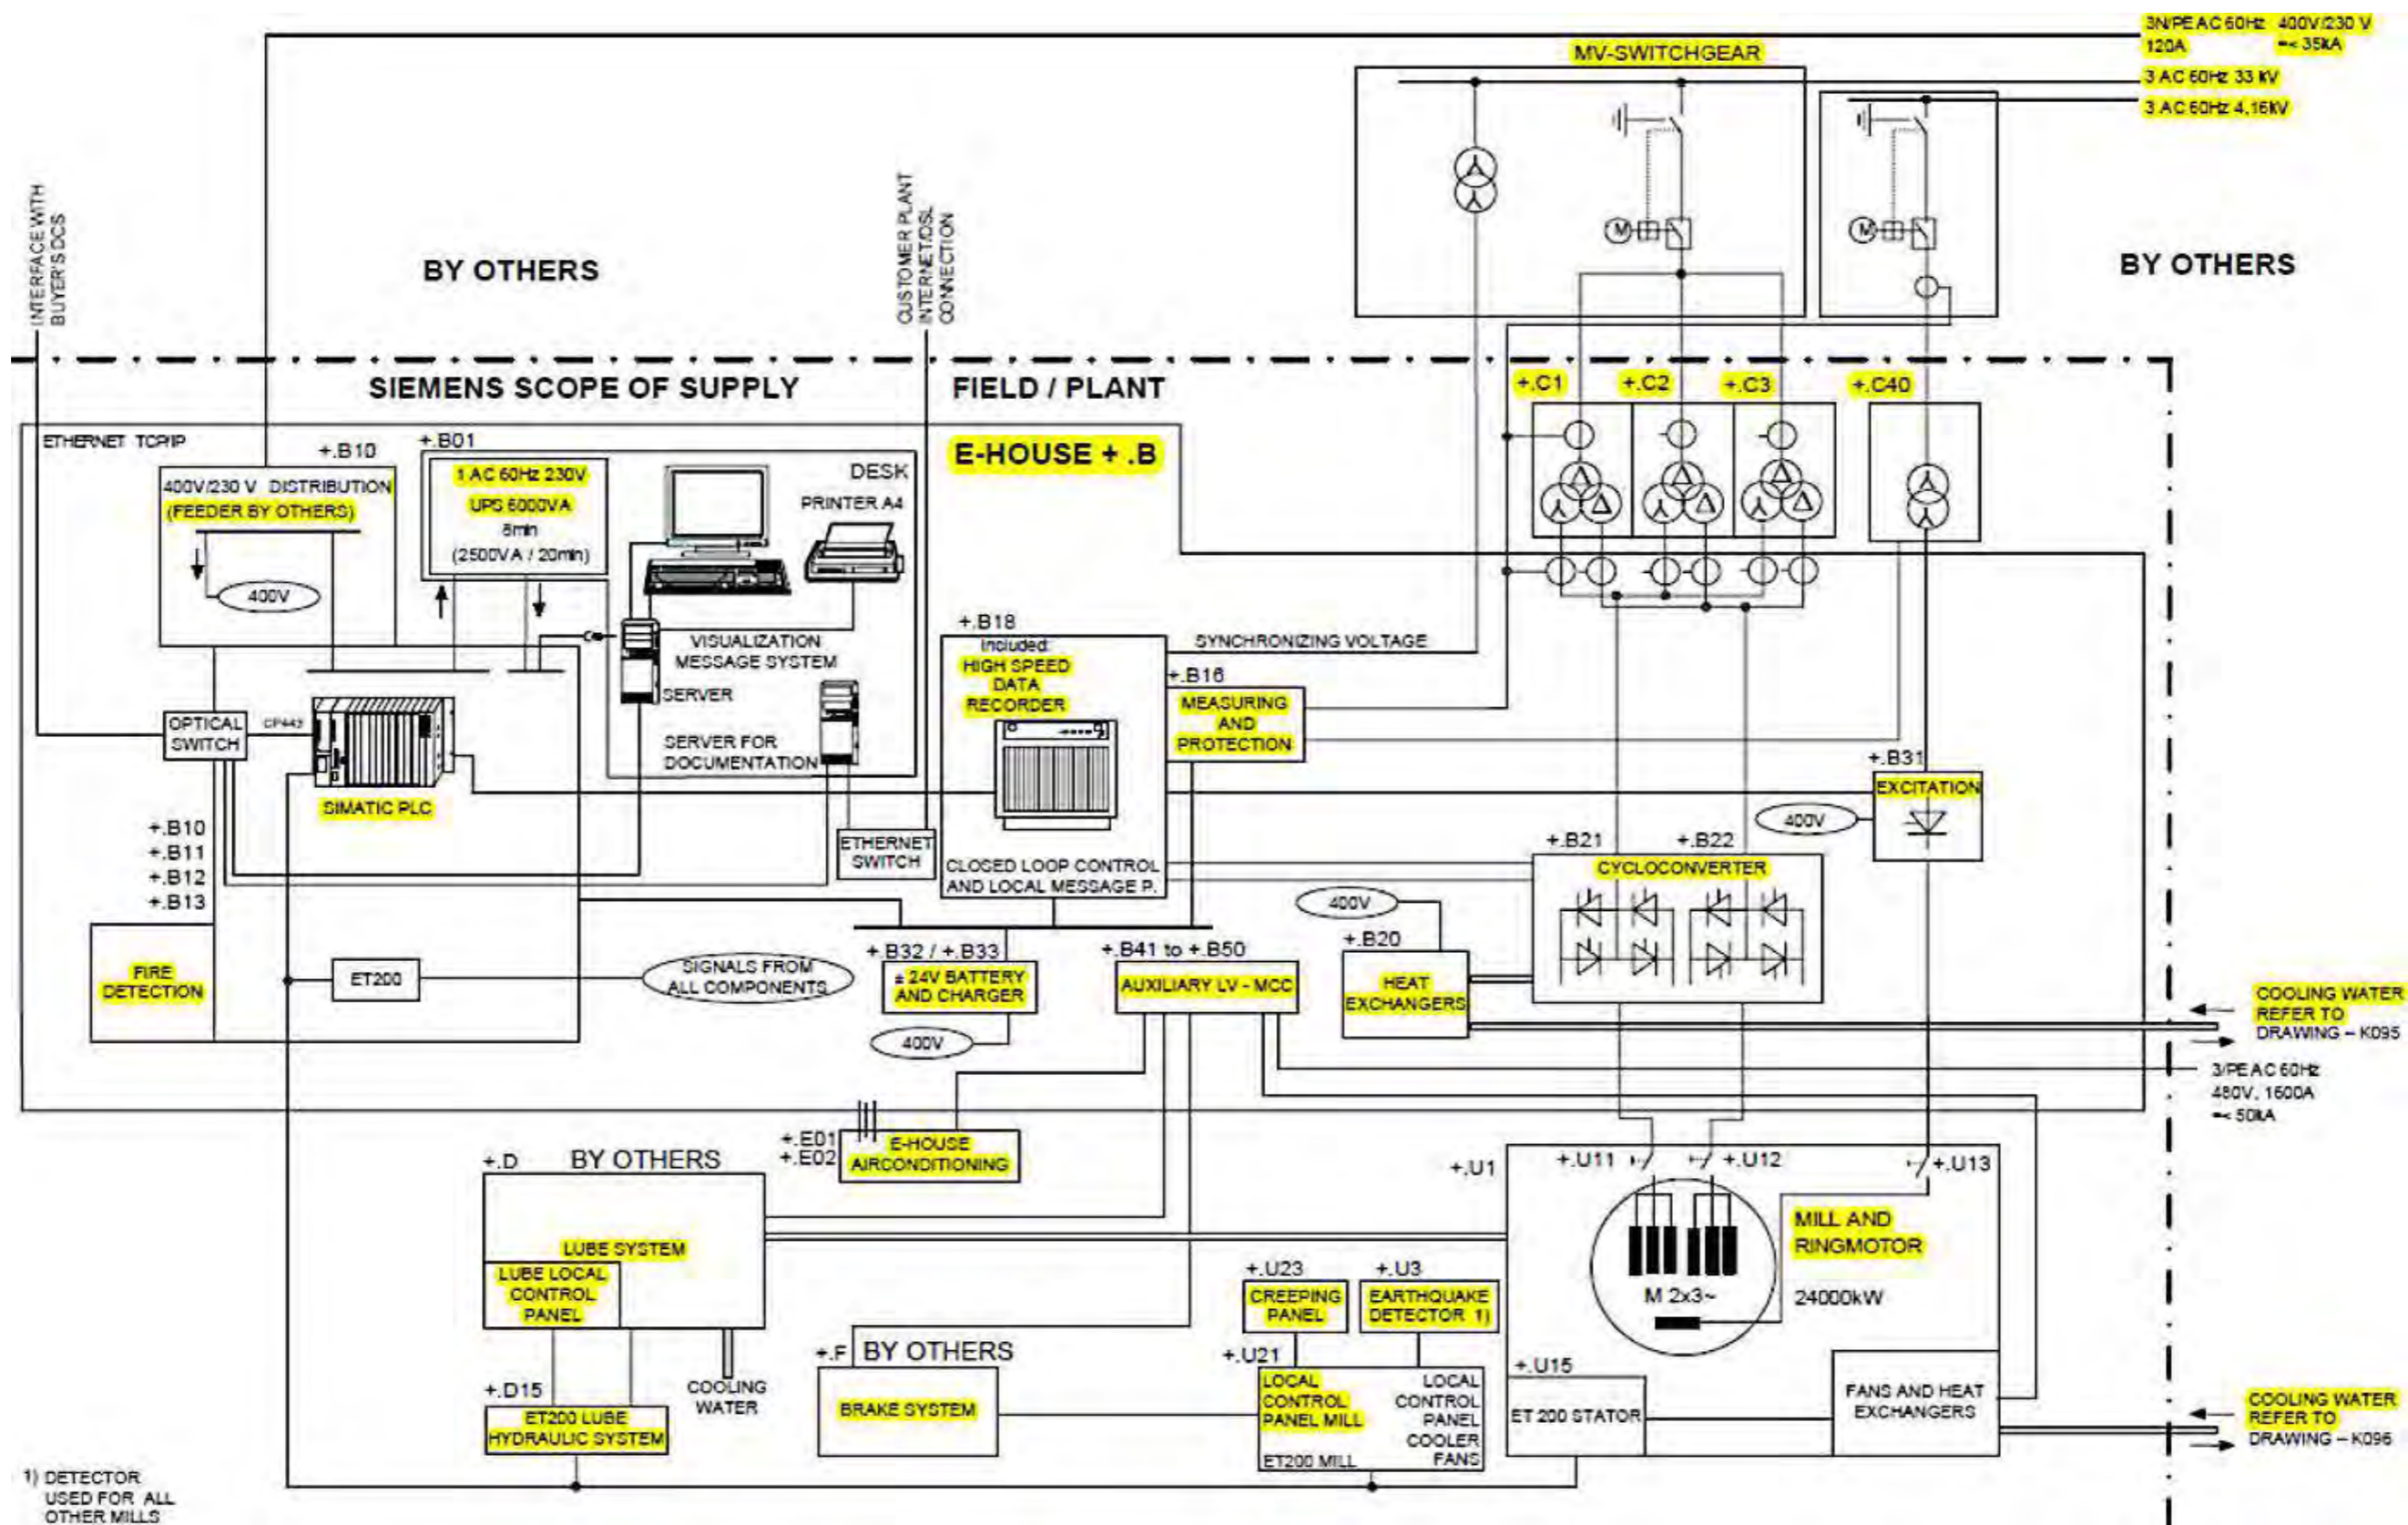 3N/PE AC 60Hz 400V/230 V
120A =< 35kA
3 AC 60Hz 33 kV
3 AC 60Hz 4,16kV
MV-SWITCHGEAR
INTERFACE WITH
BUYER'S DCS
BY OTHERS
CUSTOMER PLANT
INTERNET/DSL
CONNECTION
M
M
BY OTHERS
SIEMENS SCOPE OF SUPPLY
FIELD / PLANT
+.C1
+.C2
+.C3
+.C40
ETHERNET TCP/IP
+.B10
+.B01
E-HOUSE + .B
400V/230 V DISTRIBUTION
(FEEDER BY OTHERS)
400V
1 AC 60Hz 230V
UPS 6000VA
(2500VA / 20min)
DESK
PRINTER A4
VISUALIZATION
MESSAGE SYSTEM
SERVER
SERVER FOR
DOCUMENTATION
+.B18
Included:
HIGH SPEED
DATA
RECORDER
SYNCHRONIZING VOLTAGE
+.B16
MEASURING
AND
PROTECTION
OPTICAL
SWITCH
CP443
SIMATIC PLC
ETHERNET
SWITCH
CLOSED LOOP CONTROL
AND LOCAL MESSAGE P.
+.B31
EXCITATION
400V
+.B10
+.B11
+.B12
+.B13
+.B21
+.B22
CYCLOCONVERTER
400V
+.B20
HEAT
EXCHANGERS
FIRE
DETECTION
ET200
SIGNALS FROM
ALL COMPONENTS
+.B32 / +.B33
± 24V BATTERY
AND CHARGER
400V
+.B41 to +.B50
AUXILIARY LV - MCC
COOLING WATER
REFER TO
DRAWING – K095
3/PE AC 60Hz
480V, 1600A
=< 50kA
+.E01
+.E02
E-HOUSE
AIRCONDITIONING
+.D
BY OTHERS
LUBE SYSTEM
LUBE LOCAL
CONTROL
PANEL
+.D15
ET200 LUBE
HYDRAULIC SYSTEM
COOLING
WATER
+.F
BY OTHERS
BRAKE SYSTEM
+.U23
CREEPING
PANEL
+.U3
EARTHQUAKE
DETECTOR 1)
+.U21
LOCAL
CONTROL
PANEL MILL
ET200 MILL
LOCAL
CONTROL
PANEL
COOLER
FANS
+.U1
+.U11
+.U12
+.U13
MILL AND
RINGMOTOR
M 2x3~
24000kW
+.U15
ET 200 STATOR
FANS AND HEAT
EXCHANGERS
COOLING WATER
REFER TO
DRAWING – K096
1) DETECTOR
USED FOR ALL
OTHER MILLS